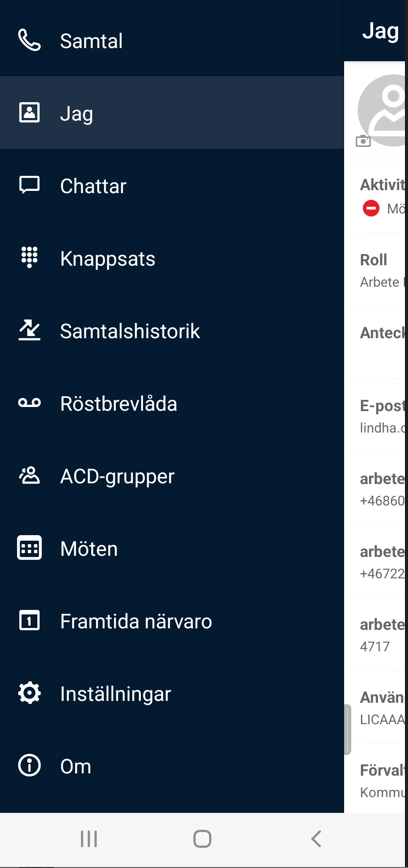 Samtal
Jag
Chattar
Knappsats
Samtalshistorik
Röstbrevlåda
ACD-grupper
Möten
Framtida närvaro
1
Inställningar
Om
Jag
Aktivit
Mö
Roll
Arbete
Anteck
E-post
lindha.c
arbete
+46860
arbete
+46722
arbete
4717
Använ
LICAAA
Förval
Kommu